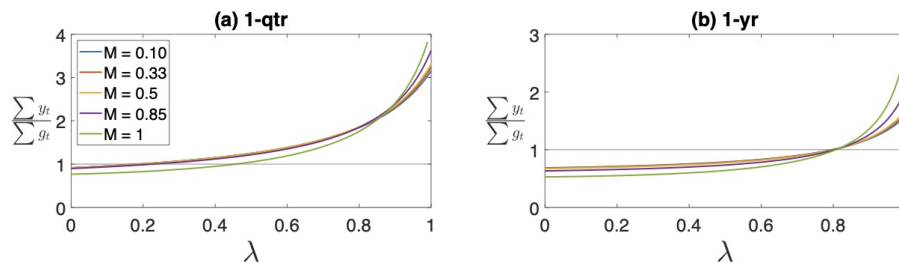 (a) 1-qtr
4
3
2
1
0
∑ y_t
∑ g_t
M = 0.10
M = 0.33
M = 0.5
M = 0.85
M = 1
0 0.2 0.4 0.6 0.8 1
λ
(b) 1-yr
3
2
1
0
∑ y_t
∑ g_t
0 0.2 0.4 0.6 0.8
λ